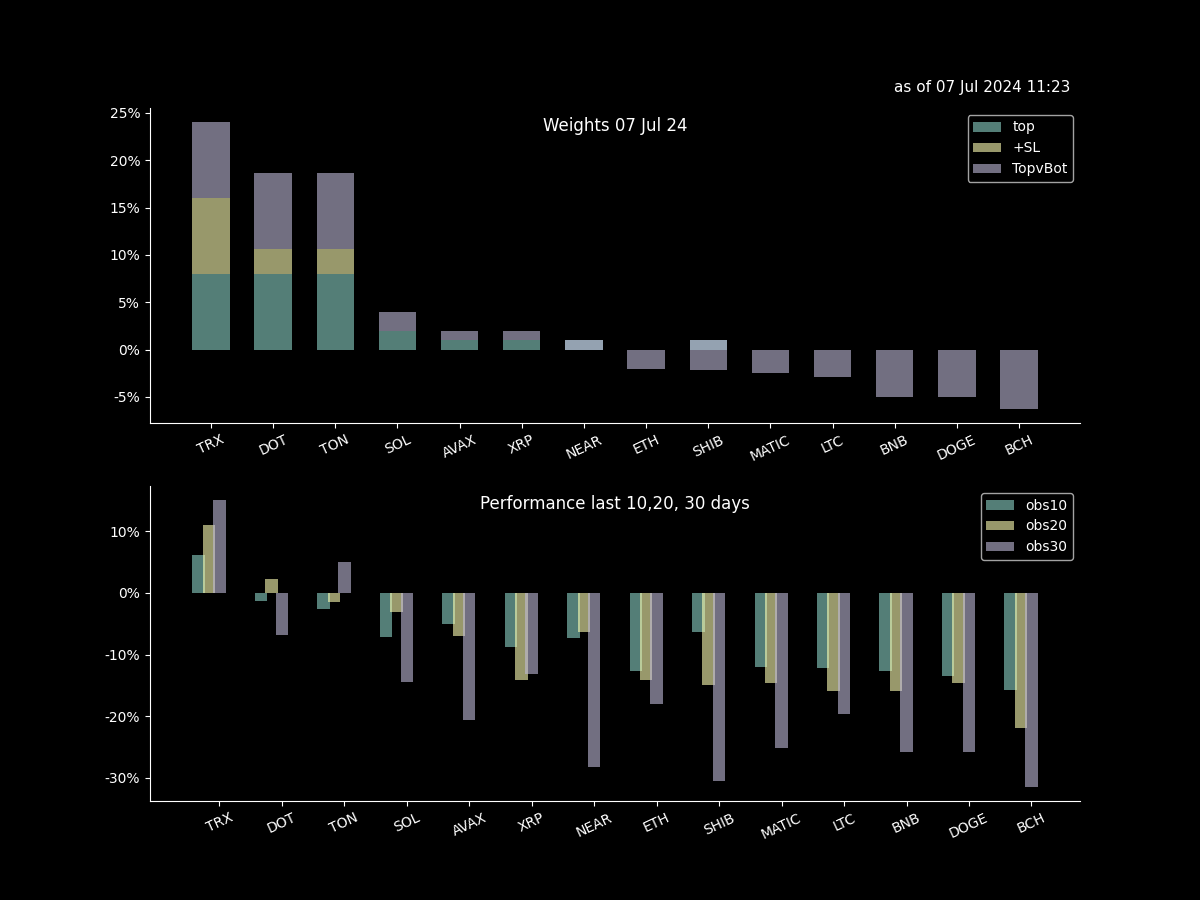 as of 07 Jul 2024 11:23
Weights 07 Jul 24
top
+SL
TopvBot
25%
20%
15%
10%
5%
0%
-5%
TRX DOT TON SOL AVAX XRP NEAR ETH SHIB MATIC LTC BNB DOGE BCH
Performance last 10,20, 30 days
obs10
obs20
obs30
10%
0%
-10%
-20%
-30%
TRX DOT TON SOL AVAX XRP NEAR ETH SHIB MATIC LTC BNB DOGE BCH